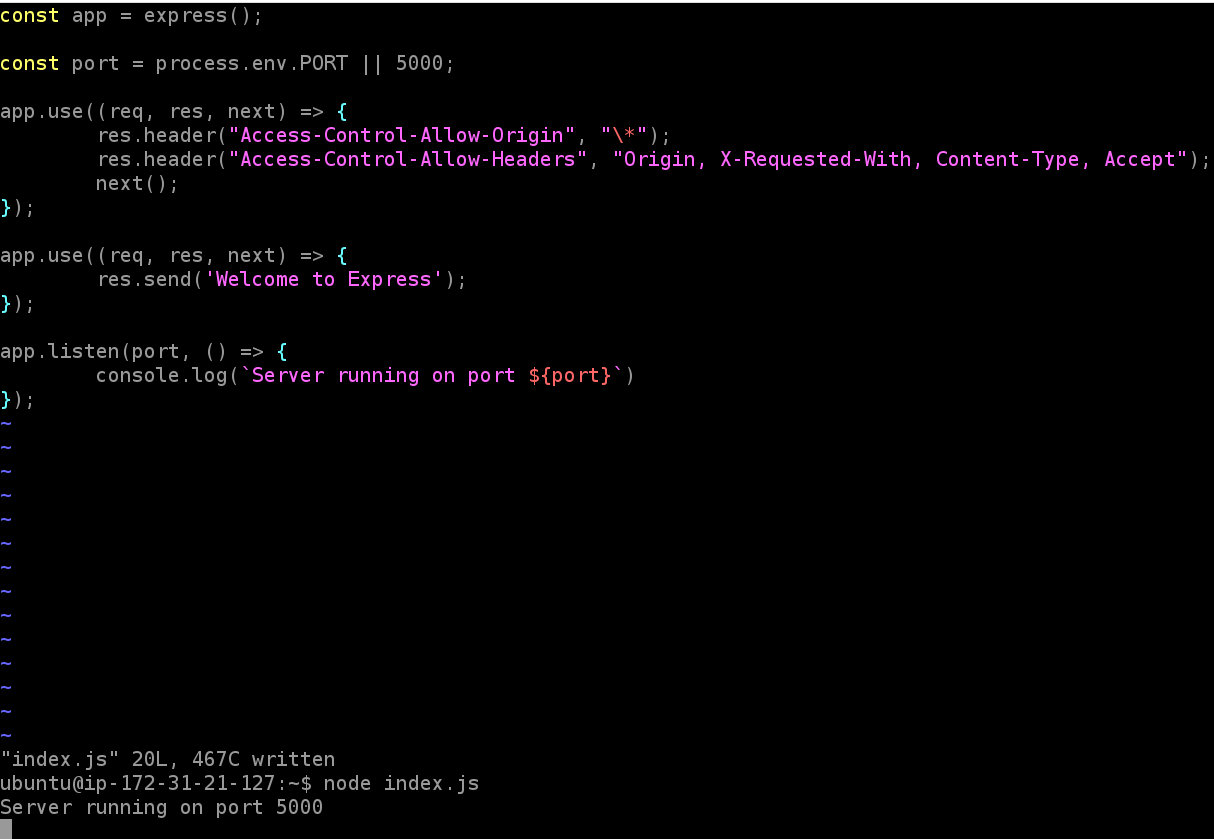 const app = express();
const port = process.env.PORT || 5000;
app.use((req, res, next) => {
        res.header("Access-Control-Allow-Origin", "\*");
        res.header("Access-Control-Allow-Headers", "Origin, X-Requested-With, Content-Type, Accept");
        next();
});
app.use((req, res, next) => {
        res.send('Welcome to Express');
});
app.listen(port, () => {
        console.log(`Server running on port ${port}`)
});
~
~
~
~
~
~
~
~
~
~
~
~
~
~
"index.js" 20L, 467C written
ubuntu@ip-172-31-21-127:~$ node index.js
Server running on port 5000